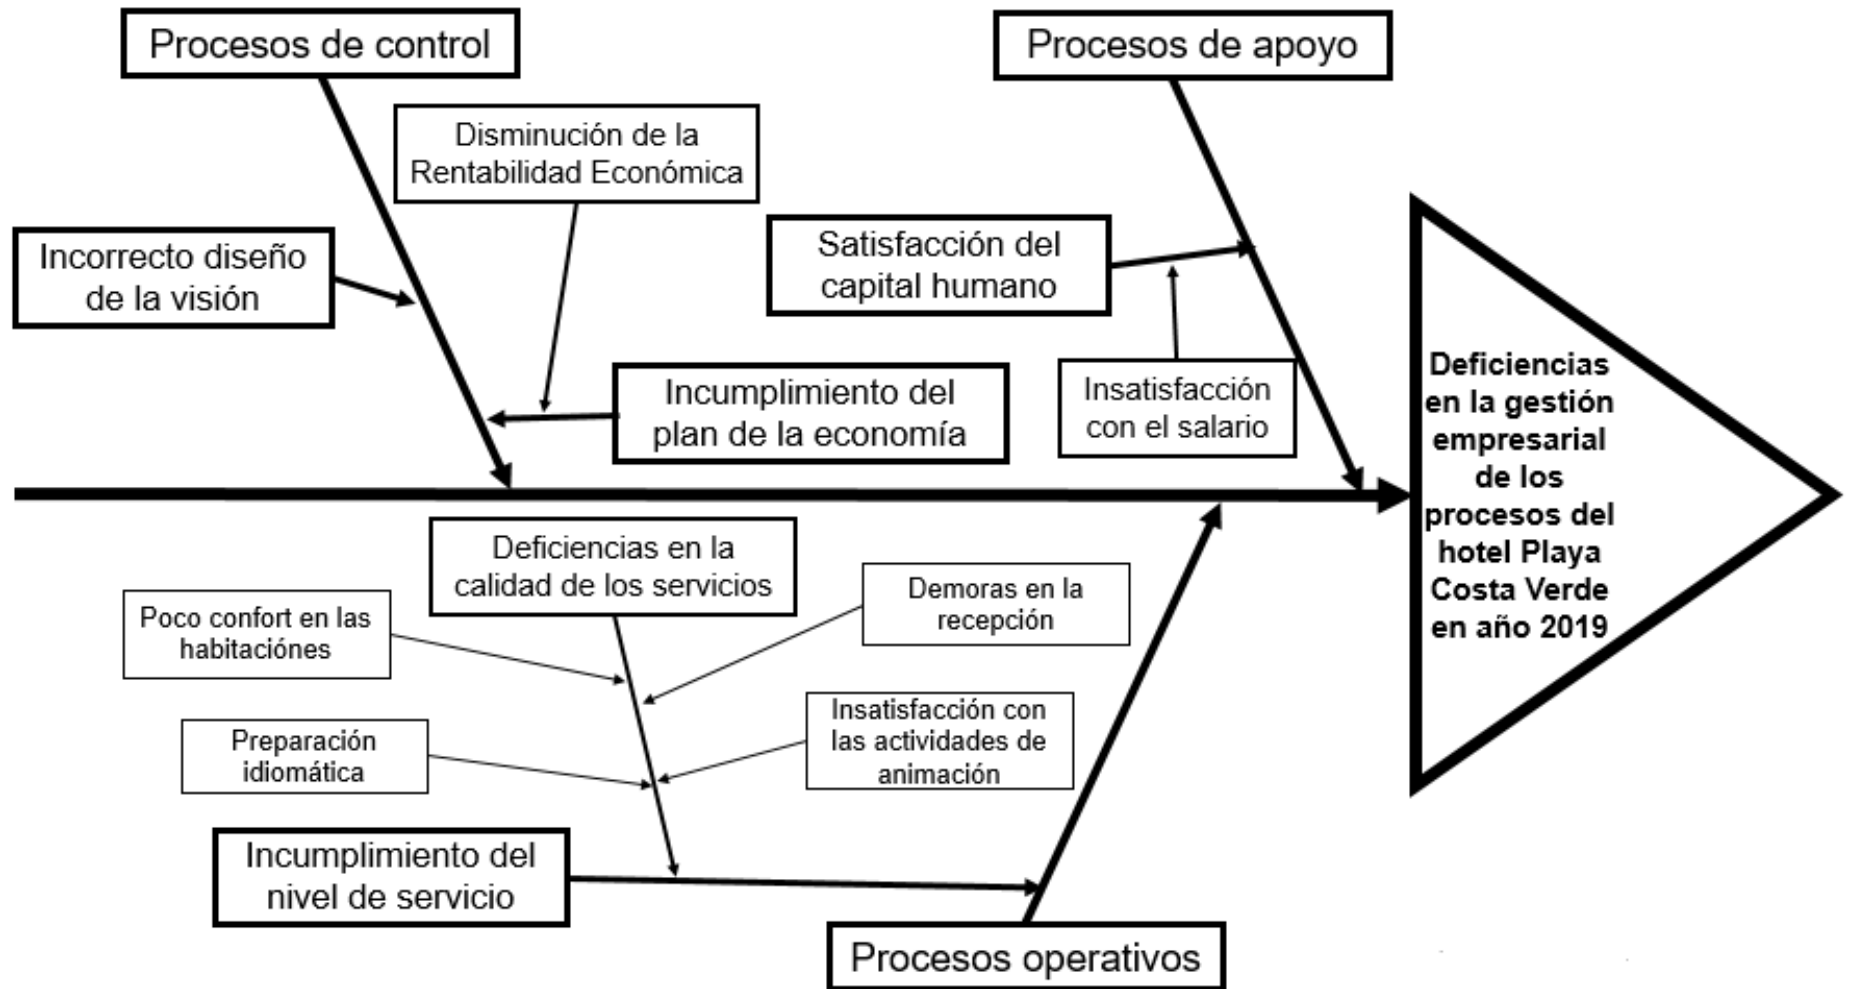 Procesos de control
Procesos de apoyo
Disminución de la
Rentabilidad Económica
Incorrecto diseño
de la visión
Satisfacción del
capital humano
Incumplimiento del
plan de la economía
Insatisfacción
con el salario
Deficiencias
en la gestión
empresarial
de los
procesos del
hotel Playa
Costa Verde
en año 2019
Deficiencias en la
calidad de los servicios
Poco confort en las
habitaciónes
Demoras en la
recepción
Preparación
idiomática
Insatisfacción con
las actividades de
animación
Incumplimiento del
nivel de servicio
Procesos operativos